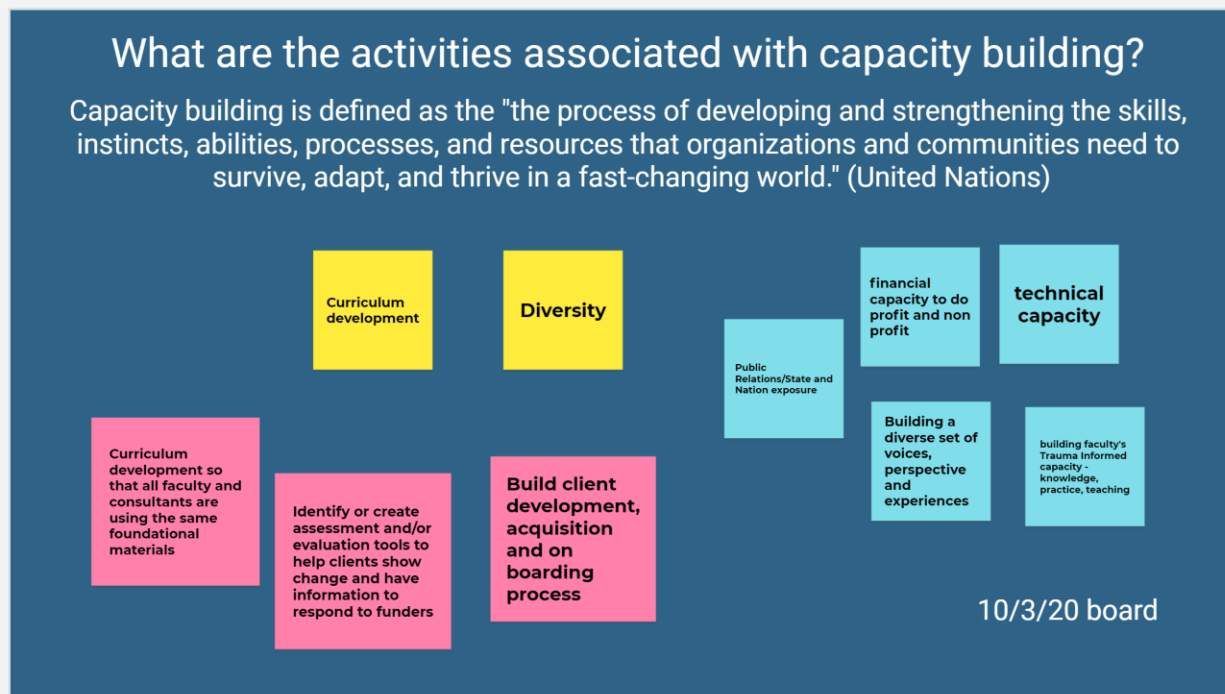 What are the activities associated with capacity building?
Capacity building is defined as the "the process of developing and strengthening the skills,
instincts, abilities, processes, and resources that organizations and communities need to
survive, adapt, and thrive in a fast-changing world." (United Nations)
Curriculum
development
Diversity
financial
capacity to do
profit and non
profit
technical
capacity
Public
Relations/State and
Nation exposure
Building a
diverse set of
voices,
perspective
and
experiences
building faculty's
Trauma Informed
capacity -
knowledge,
practice, teaching
Curriculum
development so
that all faculty and
consultants are
using the same
foundational
materials
Identify or create
assessment and/or
evaluation tools to
help clients show
change and have
information to
respond to funders
Build client
development,
acquisition
and on
boarding
process
10/3/20 board